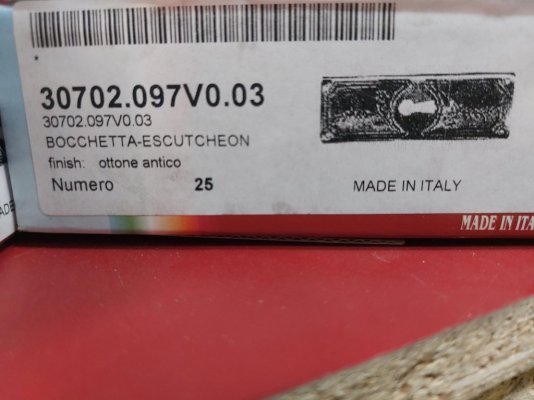 *
30702.097V0.03
30702.097V0.03
BOCCHETTA-ESCUTCHEON
finish: ottone antico
Numero 25
MADE IN ITALY
MADE IN ITA
ADE